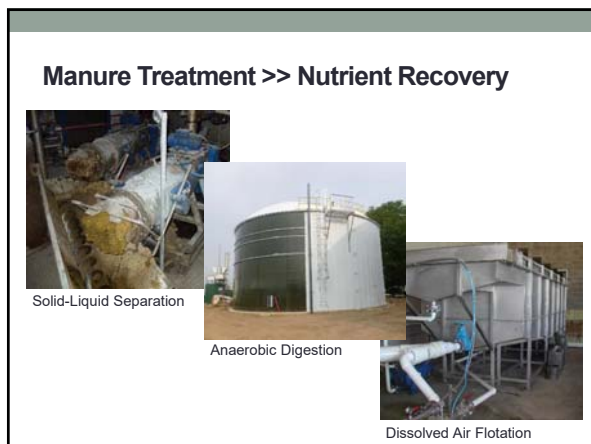 Manure Treatment >> Nutrient Recovery
Solid-Liquid Separation
Anaerobic Digestion
Dissolved Air Flotation